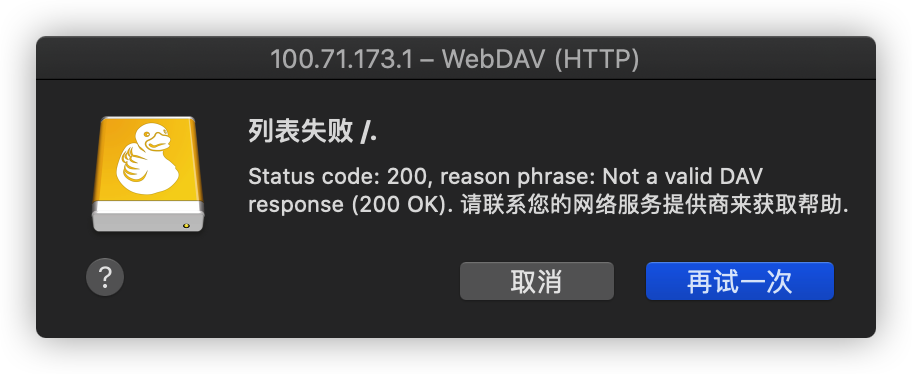 100.71.173.1 – WebDAV (HTTP)
列表失败 /.
Status code: 200, reason phrase: Not a valid DAV
response (200 OK). 请联系您的网络服务提供商来获取帮助.
?
取消
再试一次